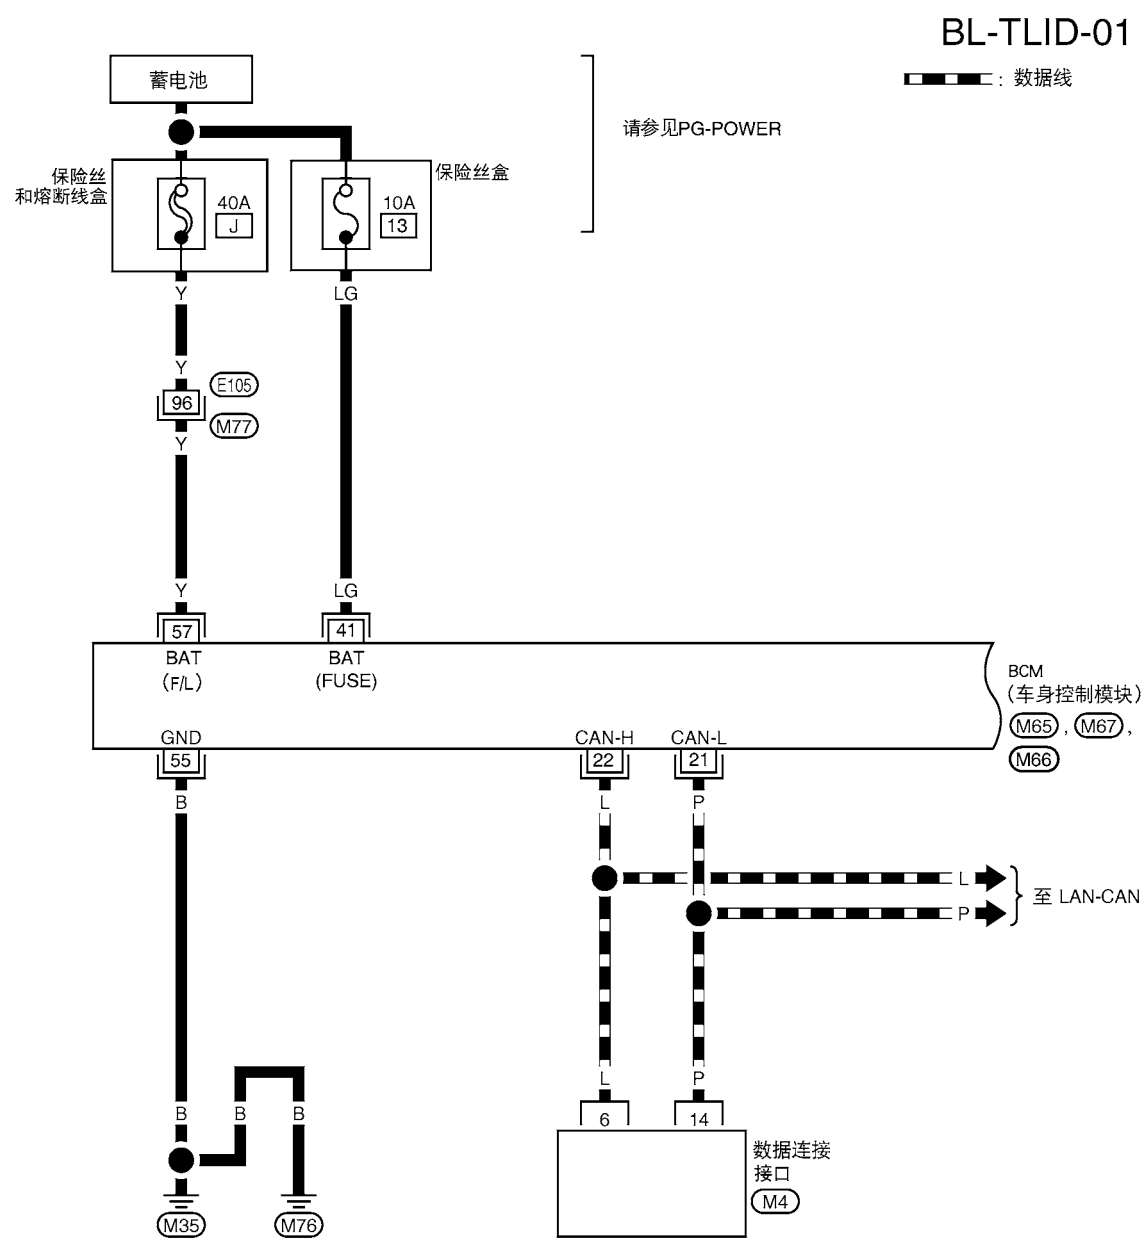 BL-TLID-01
: 数据线
蓄电池
请参见PG-POWER
保险丝
和熔断线盒
40A
J
10A
13
保险丝盒
Y
LG
Y
96
E105
M77
Y
Y
LG
57
41
BAT
(F/L)
BAT
(FUSE)
BCM
(车身控制模块)
M65 , M67 ,
M66
GND
CAN-H
CAN-L
55
22
21
B
L
P
L
P
至 LAN-CAN
L
P
B
B
B
6
14
数据连接
接口
M4
M35
M76